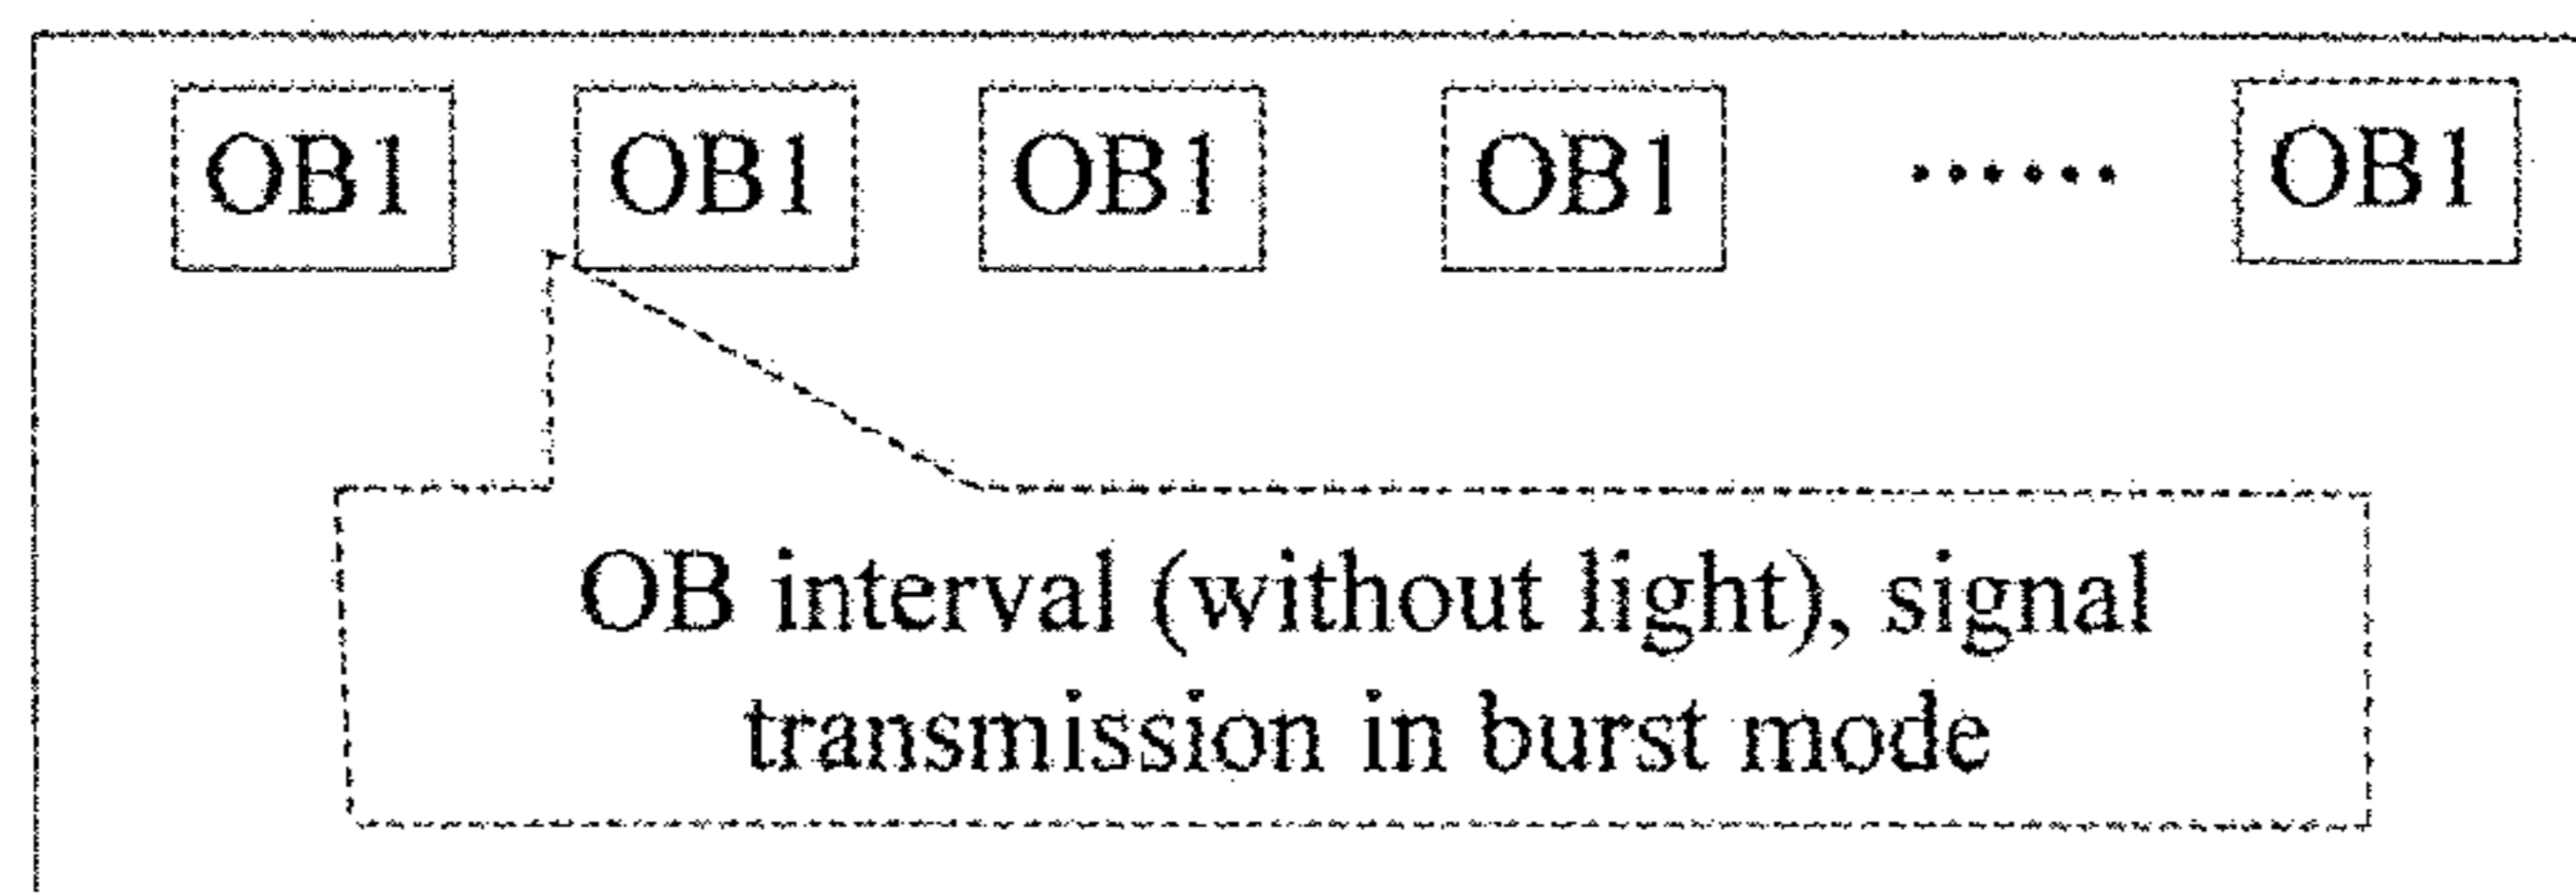 OB1 OB1 OB1 OB1 ...... OB1
OB interval (without light), signal
transmission in burst mode